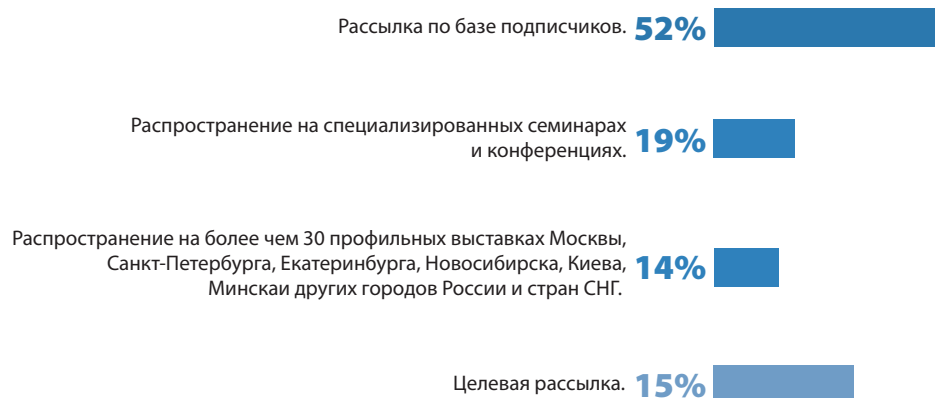 Рассылка по базе подписчиков. 52%
Распространение на специализированных семинарах
и конференциях. 19%
Распространение на более чем 30 профильных выставках Москвы,
Санкт-Петербурга, Екатеринбурга, Новосибирска, Киева, 14%
Минскаи других городов России и стран СНГ.
Целевая рассылка. 15%